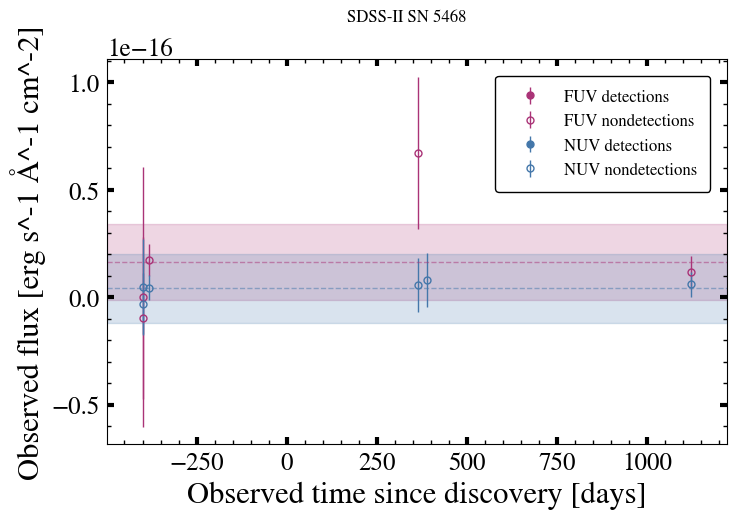 SDSS-II SN 5468
1e−16
Observed flux [erg s^-1 Å^-1 cm^-2]
1.0
0.5
0.0
−0.5
FUV detections
FUV nondetections
NUV detections
NUV nondetections
−250 0 250 500 750 1000
Observed time since discovery [days]